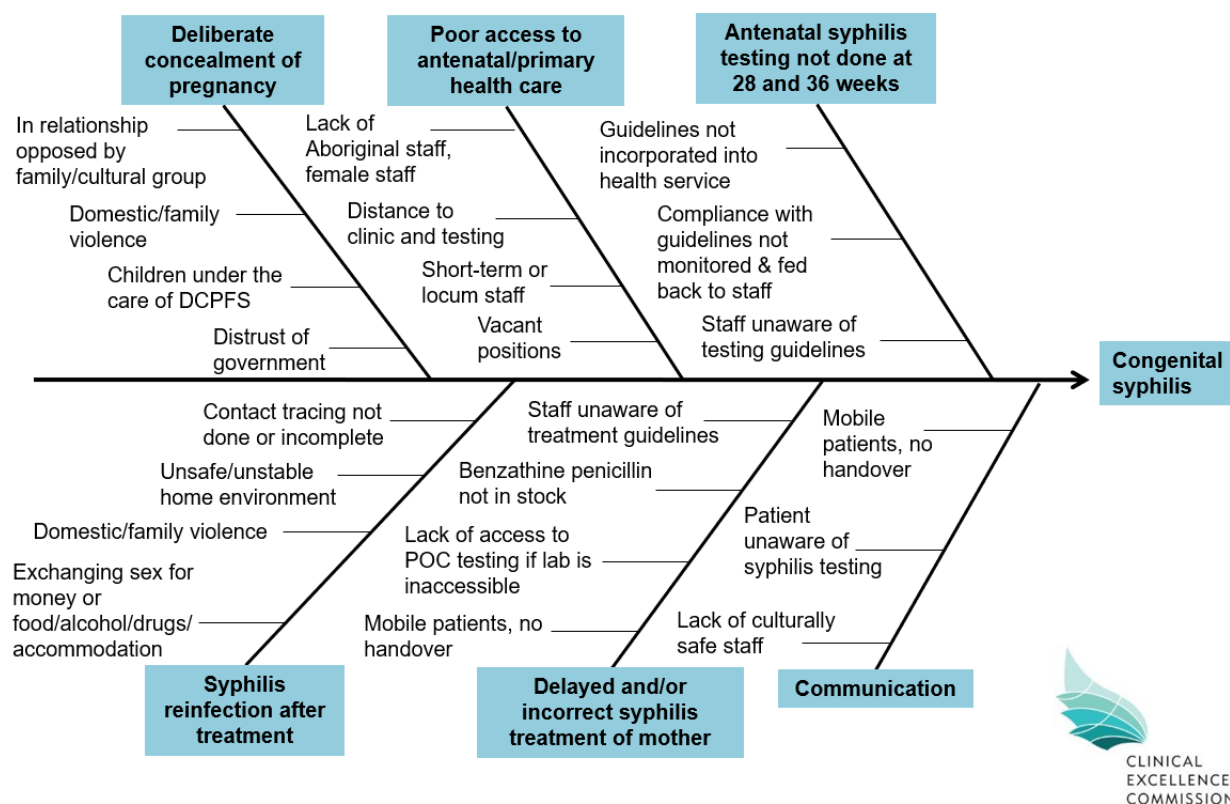 Deliberate
concealment of
pregnancy
Poor access to
antenatal/primary
health care
Antenatal syphilis
testing not done at
28 and 36 weeks
In relationship
opposed by
family/cultural group
Domestic/family
violence
Children under the
care of DCPFS
Distrust of
government
Lack of
Aboriginal staff,
female staff
Distance to
clinic and testing
Short-term or
locum staff
Vacant
positions
Guidelines not
incorporated into
health service
Compliance with
guidelines not
monitored & fed
back to staff
Staff unaware of
testing guidelines
Congenital
syphilis
Contact tracing not
done or incomplete
Unsafe/unstable
home environment
Domestic/family violence
Exchanging sex for
money or
food/alcohol/drugs/
accommodation
Staff unaware of
treatment guidelines
Benzathine penicillin
not in stock
Lack of access to
POC testing if lab is
inaccessible
Mobile patients, no
handover
Mobile
patients, no
handover
Patient
unaware of
syphilis testing
Lack of culturally
safe staff
Syphilis
reinfection after
treatment
Delayed and/or
incorrect syphilis
treatment of mother
Communication
CLINICAL
EXCELLENCE
COMMISSION